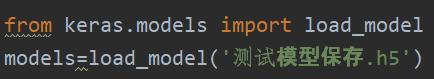 from keras.models import load_model
models=load_model('测试模型保存.h5')